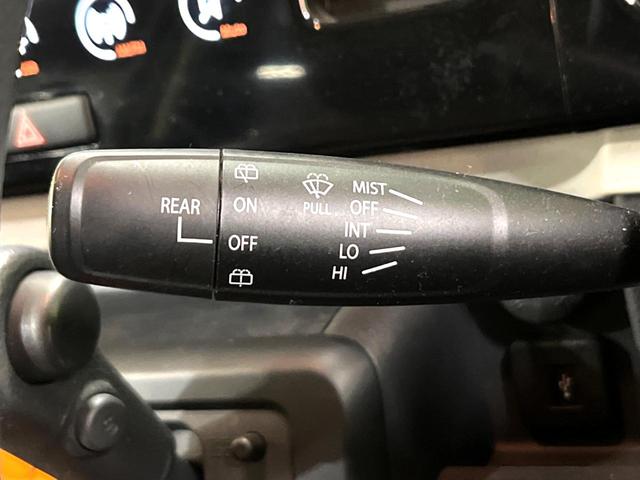 REAR
ON
OFF
PULL
MIST
OFF
INT
LO
HI